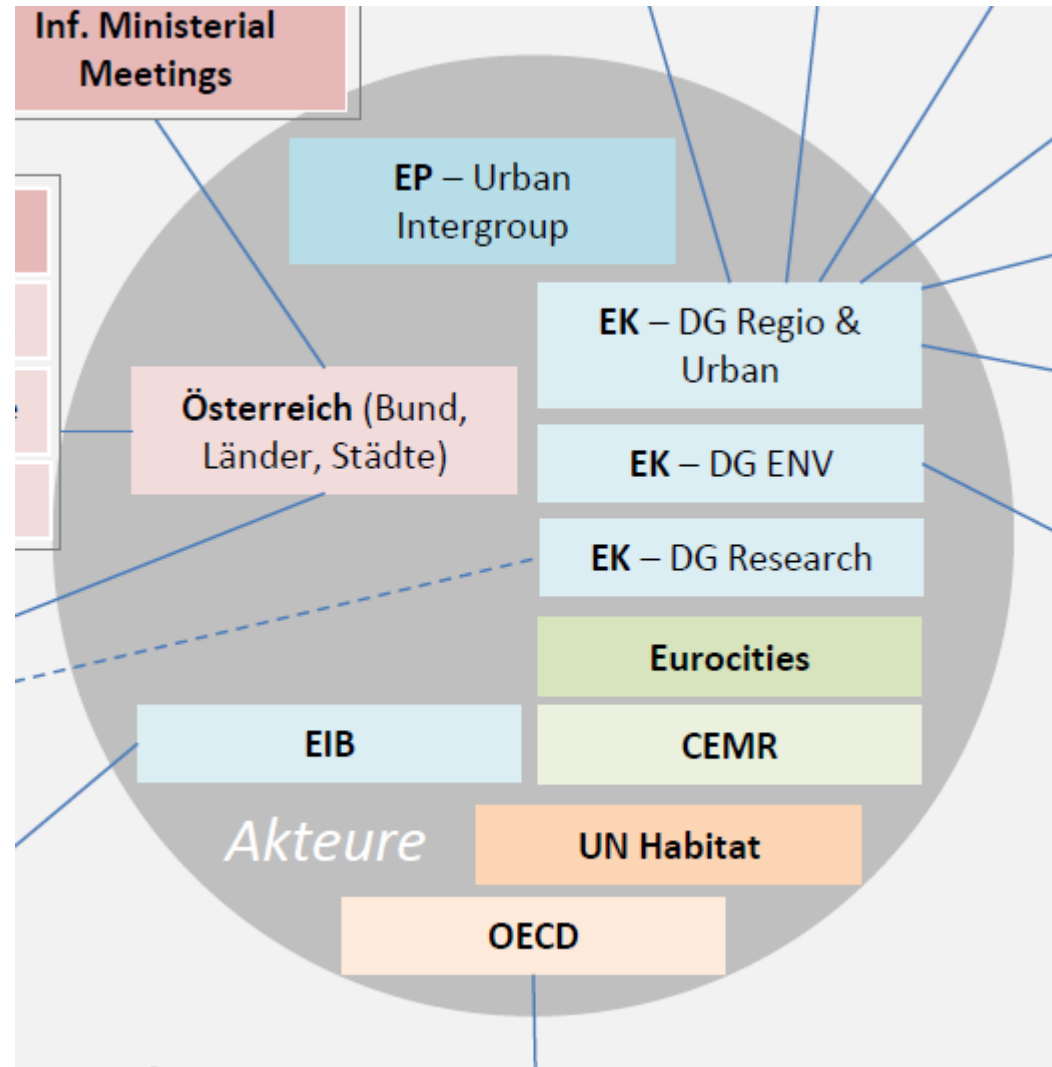 Inf. Ministerial
Meetings
EP – Urban
Intergroup
EK – DG Regio &
Urban
Österreich (Bund,
Länder, Städte)
EK – DG ENV
EK – DG Research
Eurocities
EIB
CEMR
Akteure
UN Habitat
OECD